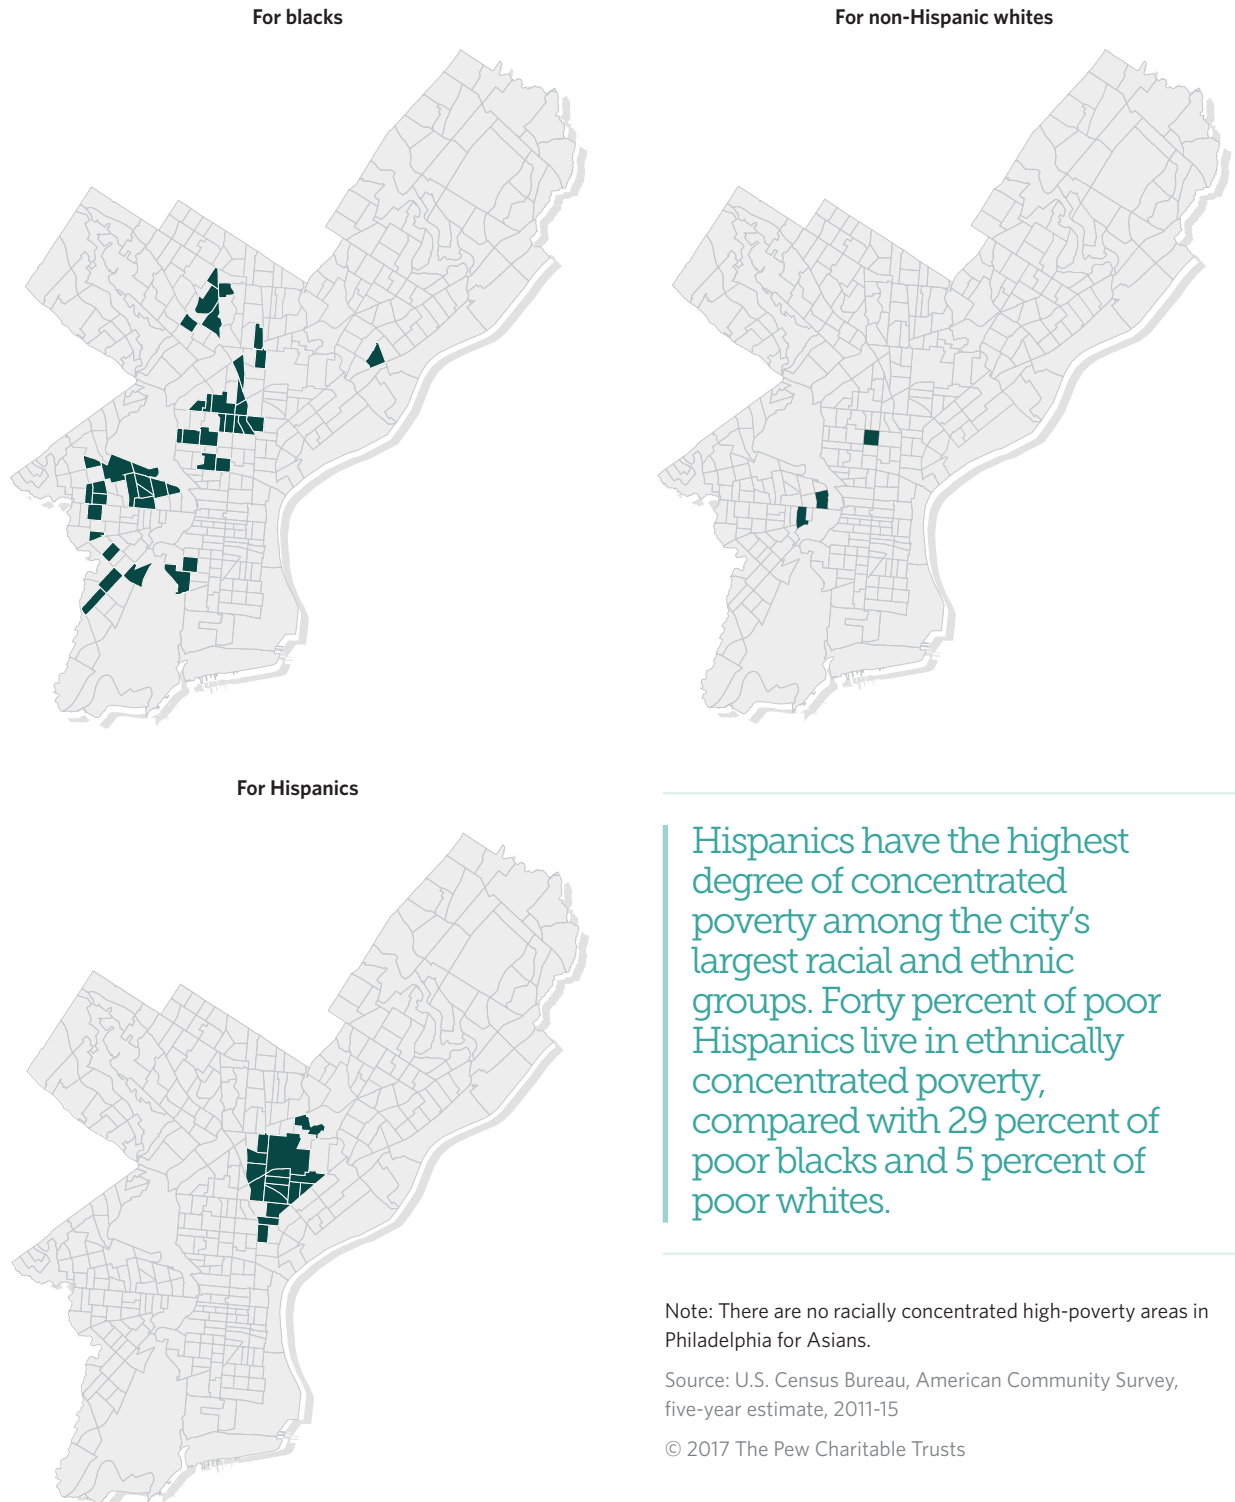 For blacks
For non-Hispanic whites
For Hispanics
Hispanics have the highest
degree of concentrated
poverty among the city's
largest racial and ethnic
groups. Forty percent of poor
Hispanics live in ethnically
concentrated poverty,
compared with 29 percent of
poor blacks and 5 percent of
poor whites.
Note: There are no racially concentrated high-poverty areas in
Philadelphia for Asians.
Source: U.S. Census Bureau, American Community Survey,
five-year estimate, 2011-15
© 2017 The Pew Charitable Trusts